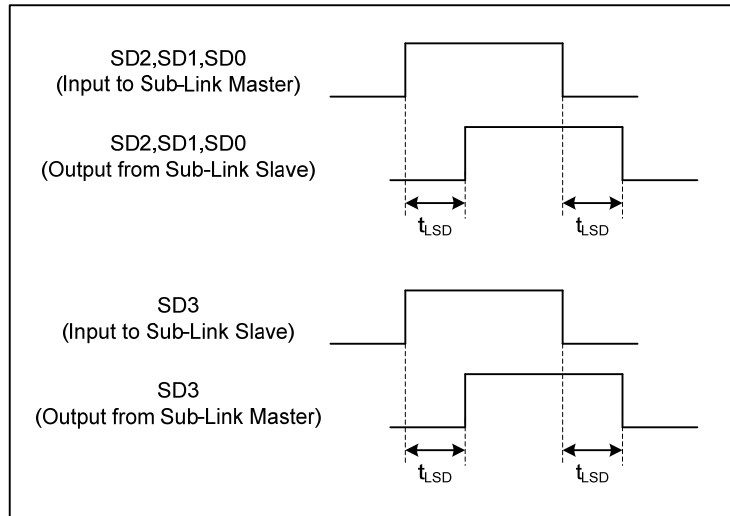 SD2,SD1,SD0
(Input to Sub-Link Master)
SD2,SD1,SD0
(Output from Sub-Link Slave)
tLSD
tLSD
SD3
(Input to Sub-Link Slave)
SD3
(Output from Sub-Link Master)
tLSD
tLSD